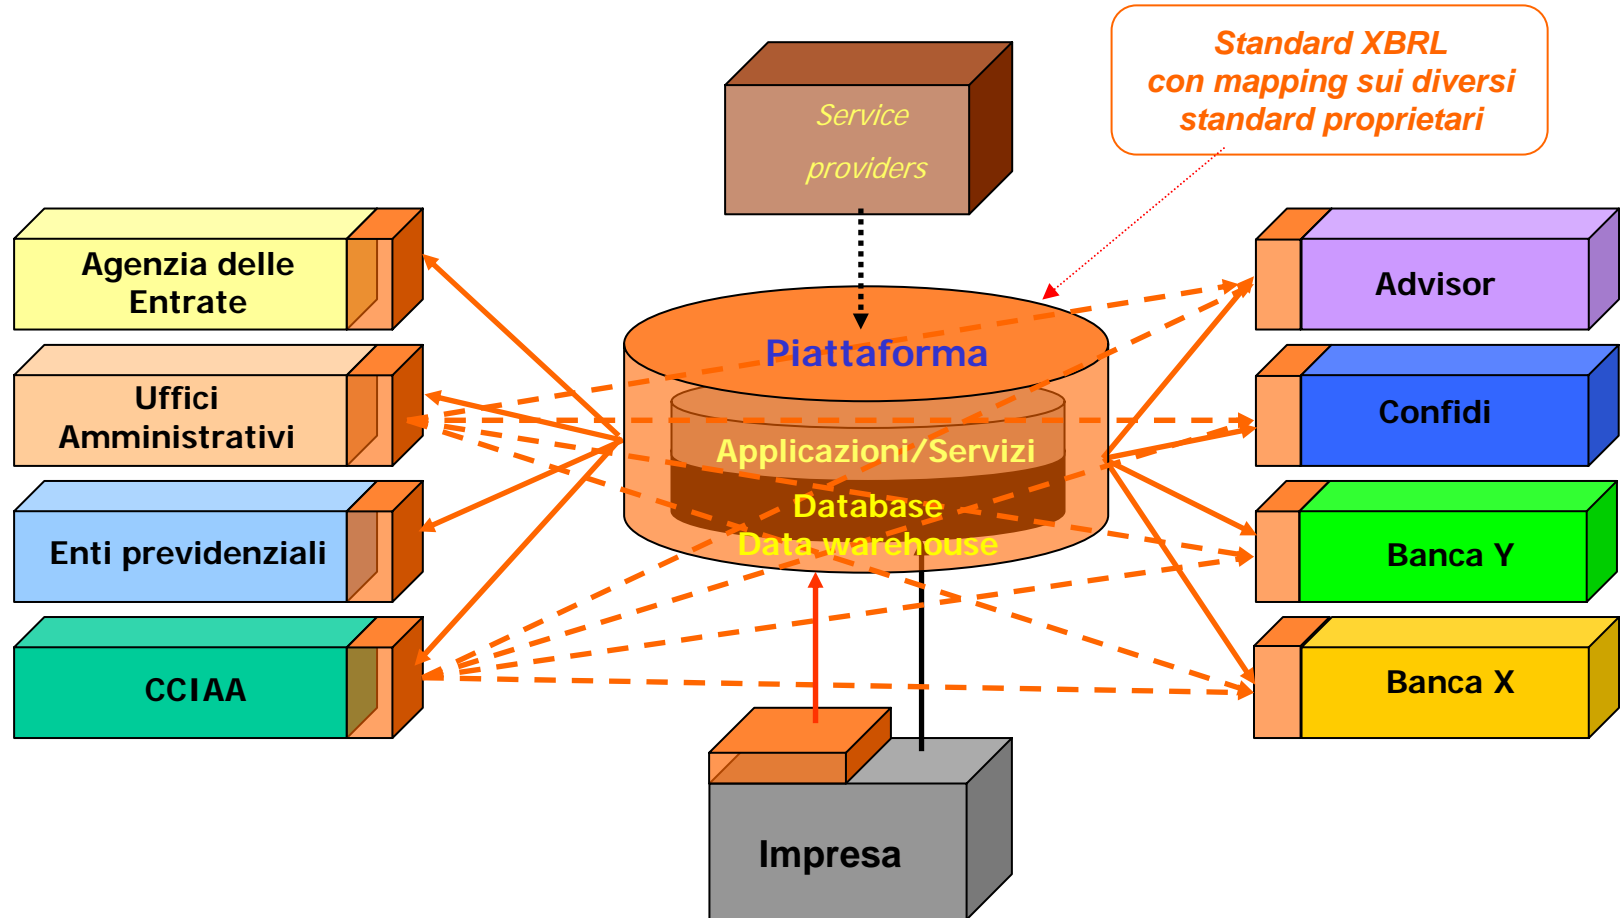 Standard XBRL
con mapping sui diversi
standard proprietari
Service
providers
Agenzia delle
Entrate
Advisor
Piattaforma
Uffici
Amministrativi
Confidi
Applicazioni/Servizi
Database
Data warehouse
Enti previdenziali
Banca Y
CCIAA
Banca X
Impresa